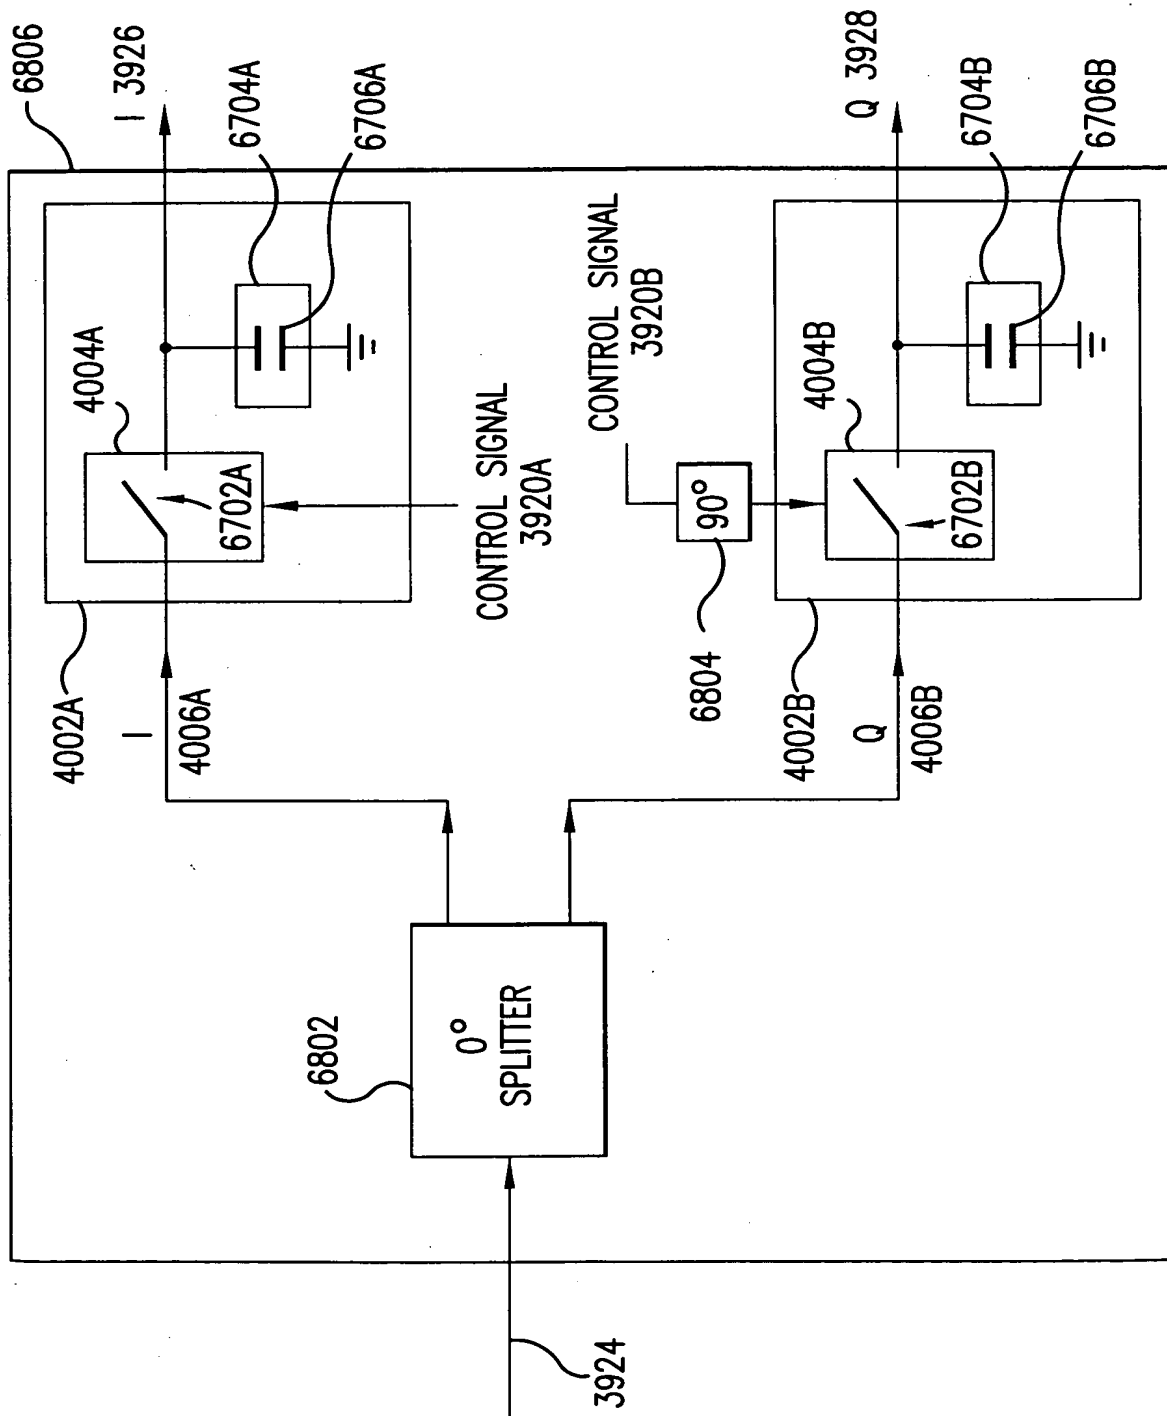 6806
I 3926
6704A
6706A
4004A
6702A
CONTROL SIGNAL
3920A
4002A
I
4006A
6802
0°
SPLITTER
3924
CONTROL SIGNAL
3920B
90°
6804
Q 3928
6704B
6706B
4004B
6702B
4002B
Q
4006B